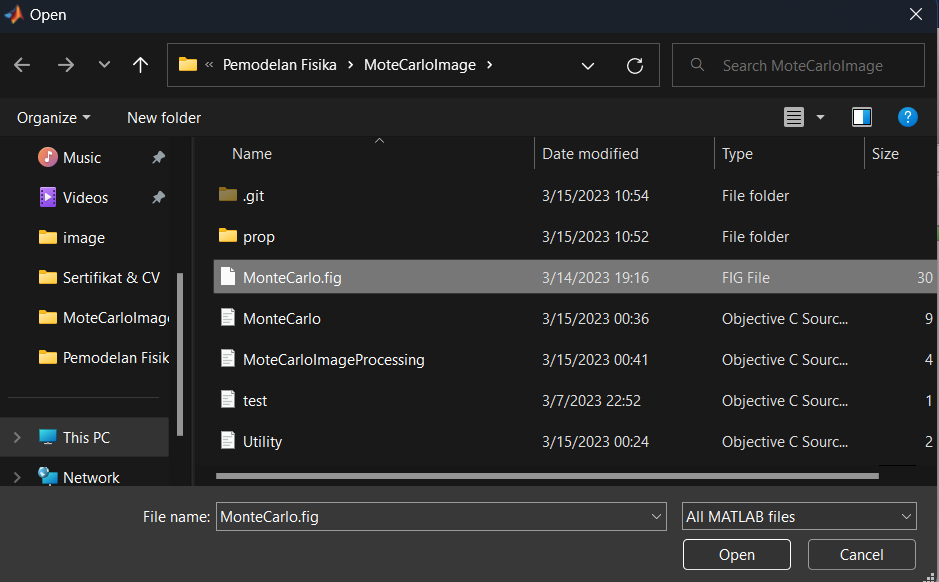 Open
« Pemodelan Fisika > MoteCarloImage >
Search MoteCarloImage
Organize New folder
?
Name Date modified Type Size
Music
Videos
image
Sertifikat & CV
MoteCarloImage
Pemodelan Fisik
This PC
Network
.git 3/15/2023 10:54 File folder
prop 3/15/2023 10:52 File folder
MonteCarlo.fig 3/14/2023 19:16 FIG File 30
MonteCarlo 3/15/2023 00:36 Objective C Sourc... 9
MoteCarloImageProcessing 3/15/2023 00:41 Objective C Sourc... 4
test 3/7/2023 22:52 Objective C Sourc... 1
Utility 3/15/2023 00:24 Objective C Sourc... 2
File name: MonteCarlo.fig All MATLAB files
Open Cancel